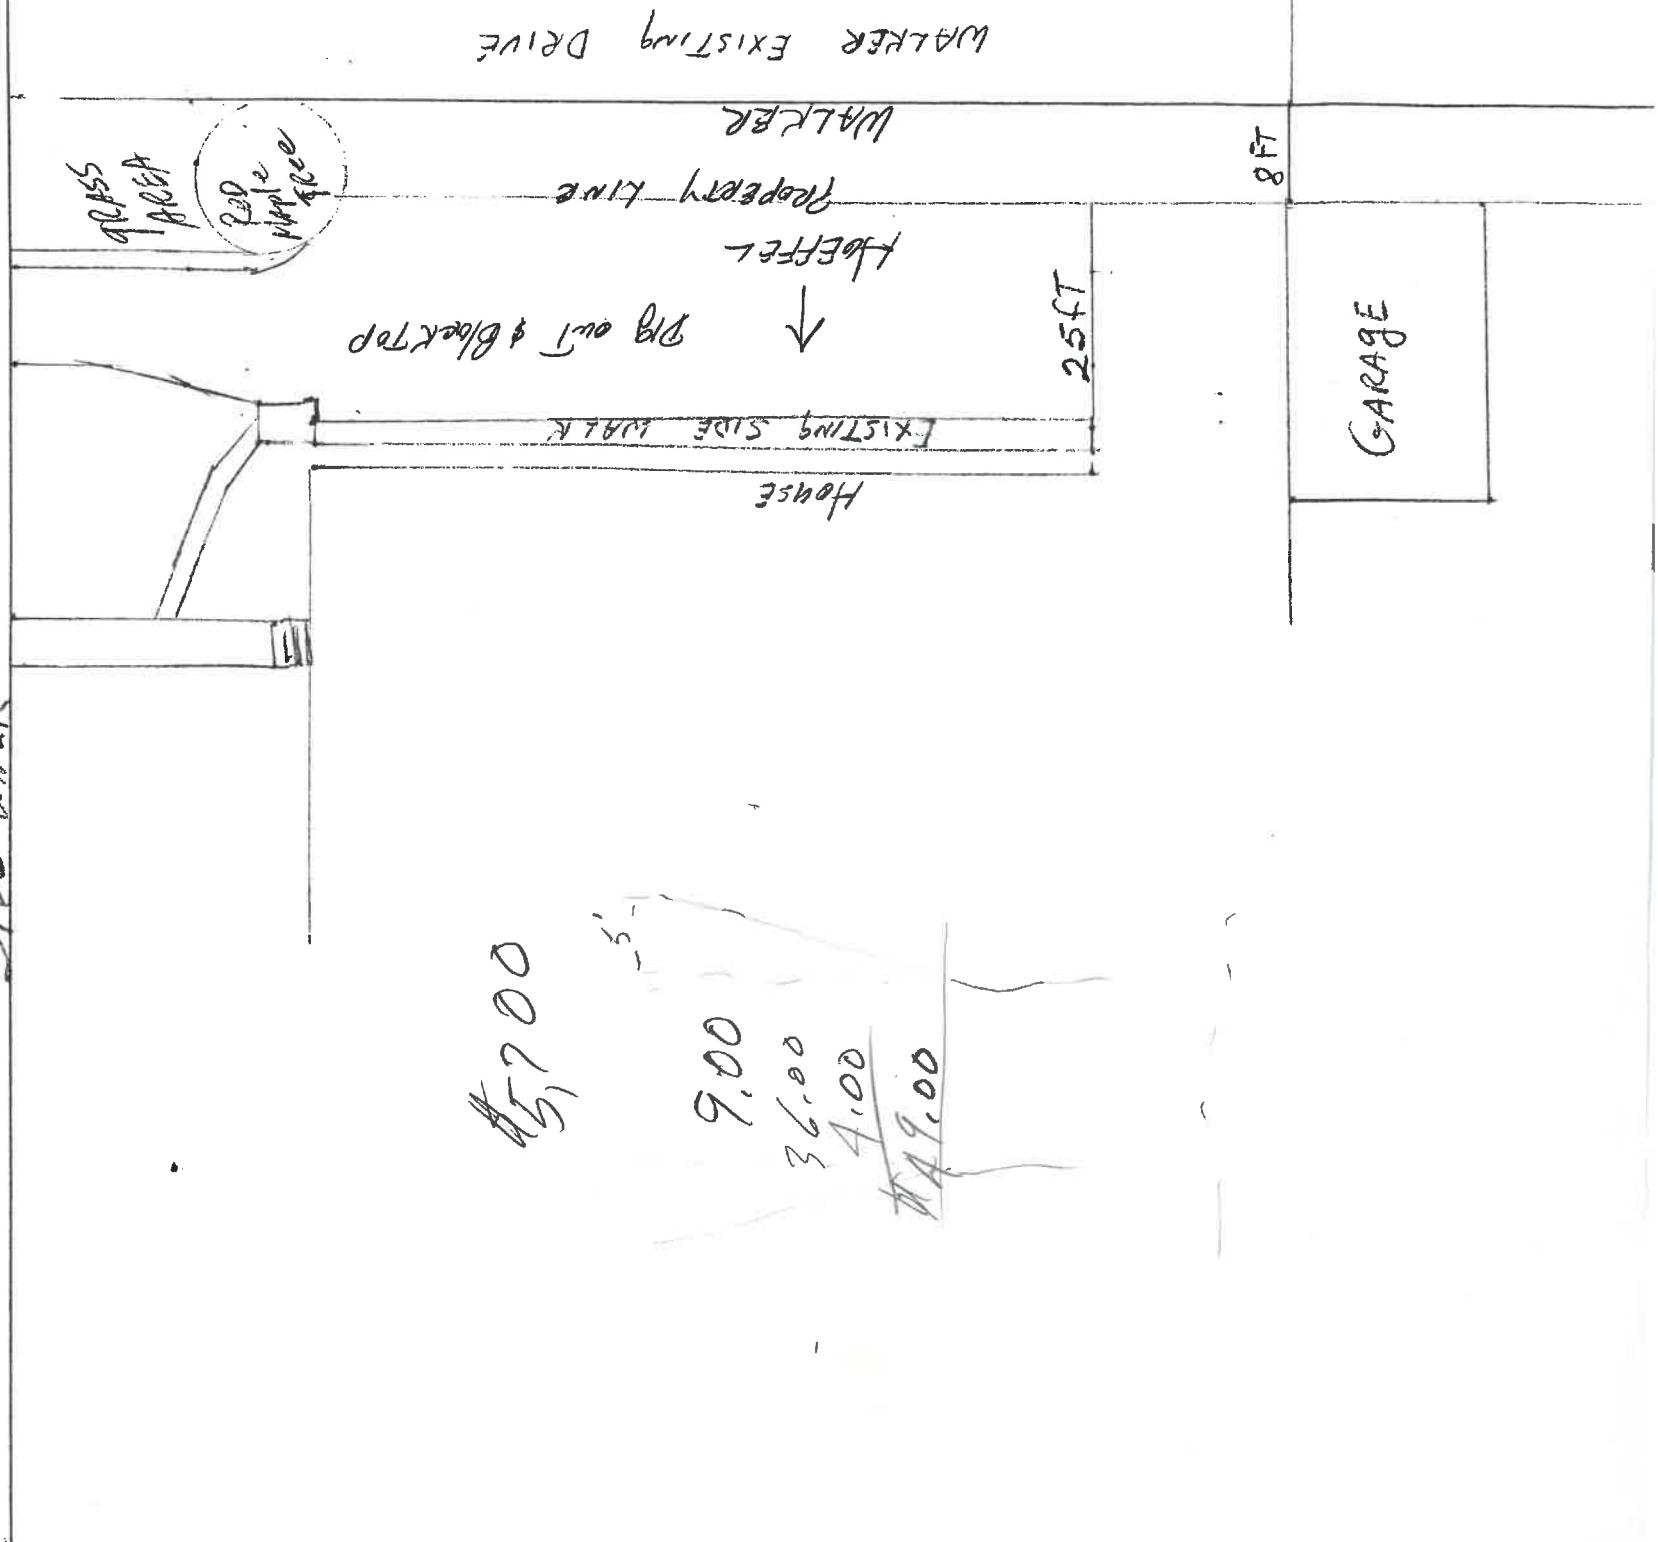 WALKER EXISTING DRIVE
WALKER
PROPERTY LINE
HOEFFEL
GRASS
AREA
RED
MAPle
TREE
Dig out & BlackTOP
EXISTING SIDE WALK
HOUSE
25FT
8FT
GARAGE
$5,700
5'
9.00
36.00
4.00
$49.00